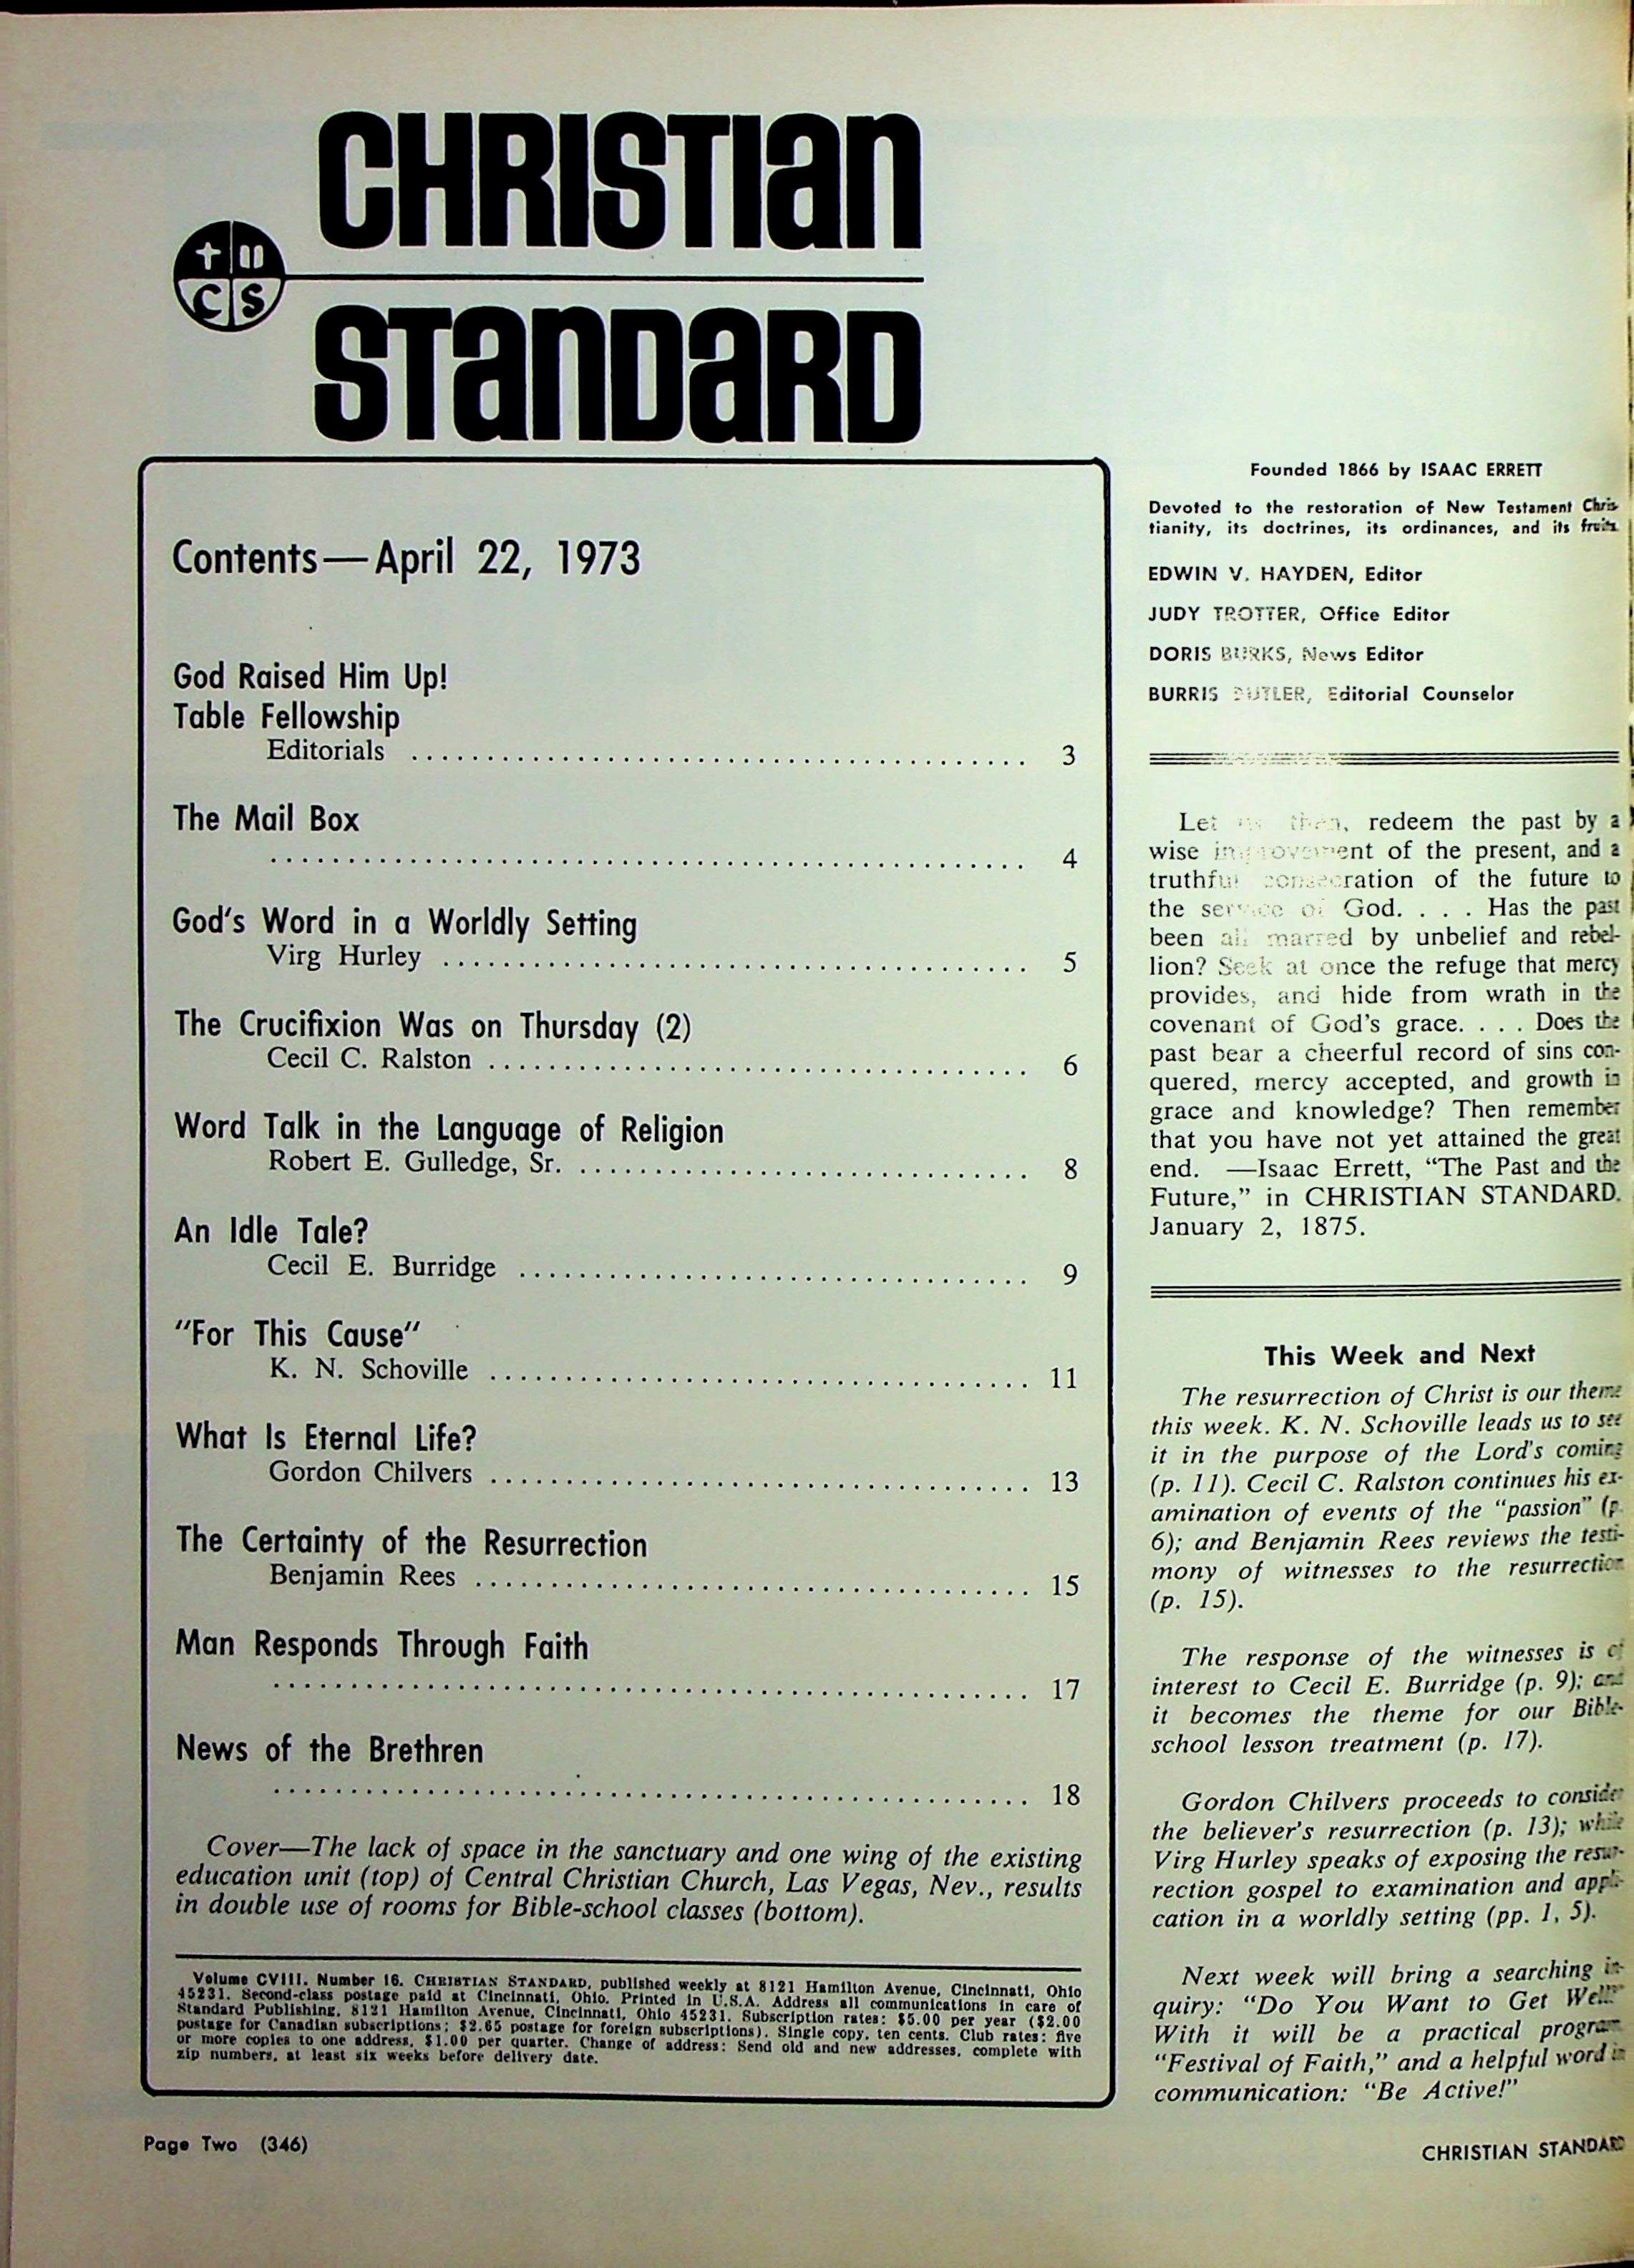 CHRISTIAN
STANDARD
C S
Contents—April 22, 1973
God Raised Him Up!
Table Fellowship
Editorials ........................................ 3
The Mail Box
........................................ 4
God's Word in a Worldly Setting
Virg Hurley ........................................ 5
The Crucifixion Was on Thursday (2)
Cecil C. Ralston ........................................ 6
Word Talk in the Language of Religion
Robert E. Gulledge, Sr. ........................................ 8
An Idle Tale?
Cecil E. Burridge ........................................ 9
"For This Cause"
K. N. Schoville ........................................ 11
What Is Eternal Life?
Gordon Chilvers ........................................ 13
The Certainty of the Resurrection
Benjamin Rees ........................................ 15
Man Responds Through Faith
........................................ 17
News of the Brethren
........................................ 18
Cover—The lack of space in the sanctuary and one wing of the existing
education unit (top) of Central Christian Church, Las Vegas, Nev., results
in double use of rooms for Bible-school classes (bottom).
Volume CVIII. Number 16. CHRISTIAN STANDARD, published weekly at 8121 Hamilton Avenue, Cincinnati, Ohio
45231. Second-class postage paid at Cincinnati, Ohio. Printed in U.S.A. Address all communications in care of
Standard Publishing, 8121 Hamilton Avenue, Cincinnati, Ohio 45231. Subscription rates: $5.00 per year ($2.00
postage for Canadian subscriptions; $2.65 postage for foreign subscriptions). Single copy, ten cents. Club rates: five
or more copies to one address, $1.00 per quarter. Change of address: Send old and new addresses, complete with
zip numbers, at least six weeks before delivery date.
Page Two (346)
Founded 1866 by ISAAC ERRETT
Devoted to the restoration of New Testament Chris-
tianity, its doctrines, its ordinances, and its fruits.
EDWIN V. HAYDEN, Editor
JUDY TROTTER, Office Editor
DORIS BURKS, News Editor
BURRIS BUTLER, Editorial Counselor
Let us then, redeem the past by a
wise improvement of the present, and a
truthful consecration of the future to
the service of God. . . . Has the past
been all marred by unbelief and rebel-
lion? Seek at once the refuge that mercy
provides, and hide from wrath in the
covenant of God's grace. . . . Does the
past bear a cheerful record of sins con-
quered, mercy accepted, and growth in
grace and knowledge? Then remember
that you have not yet attained the great
end. —Isaac Errett, "The Past and the
Future," in CHRISTIAN STANDARD.
January 2, 1875.
This Week and Next
The resurrection of Christ is our theme
this week. K. N. Schoville leads us to see
it in the purpose of the Lord's coming
(p. 11). Cecil C. Ralston continues his ex-
amination of events of the "passion" (p.
6); and Benjamin Rees reviews the testi-
mony of witnesses to the resurrection
(p. 15).
The response of the witnesses is of
interest to Cecil E. Burridge (p. 9); and
it becomes the theme for our Bible-
school lesson treatment (p. 17).
Gordon Chilvers proceeds to consider
the believer's resurrection (p. 13); while
Virg Hurley speaks of exposing the resur-
rection gospel to examination and appli-
cation in a worldly setting (pp. 1, 5).
Next week will bring a searching in-
quiry: "Do You Want to Get Well?"
With it will be a practical program
"Festival of Faith," and a helpful word in
communication: "Be Active!"
CHRISTIAN STANDARD